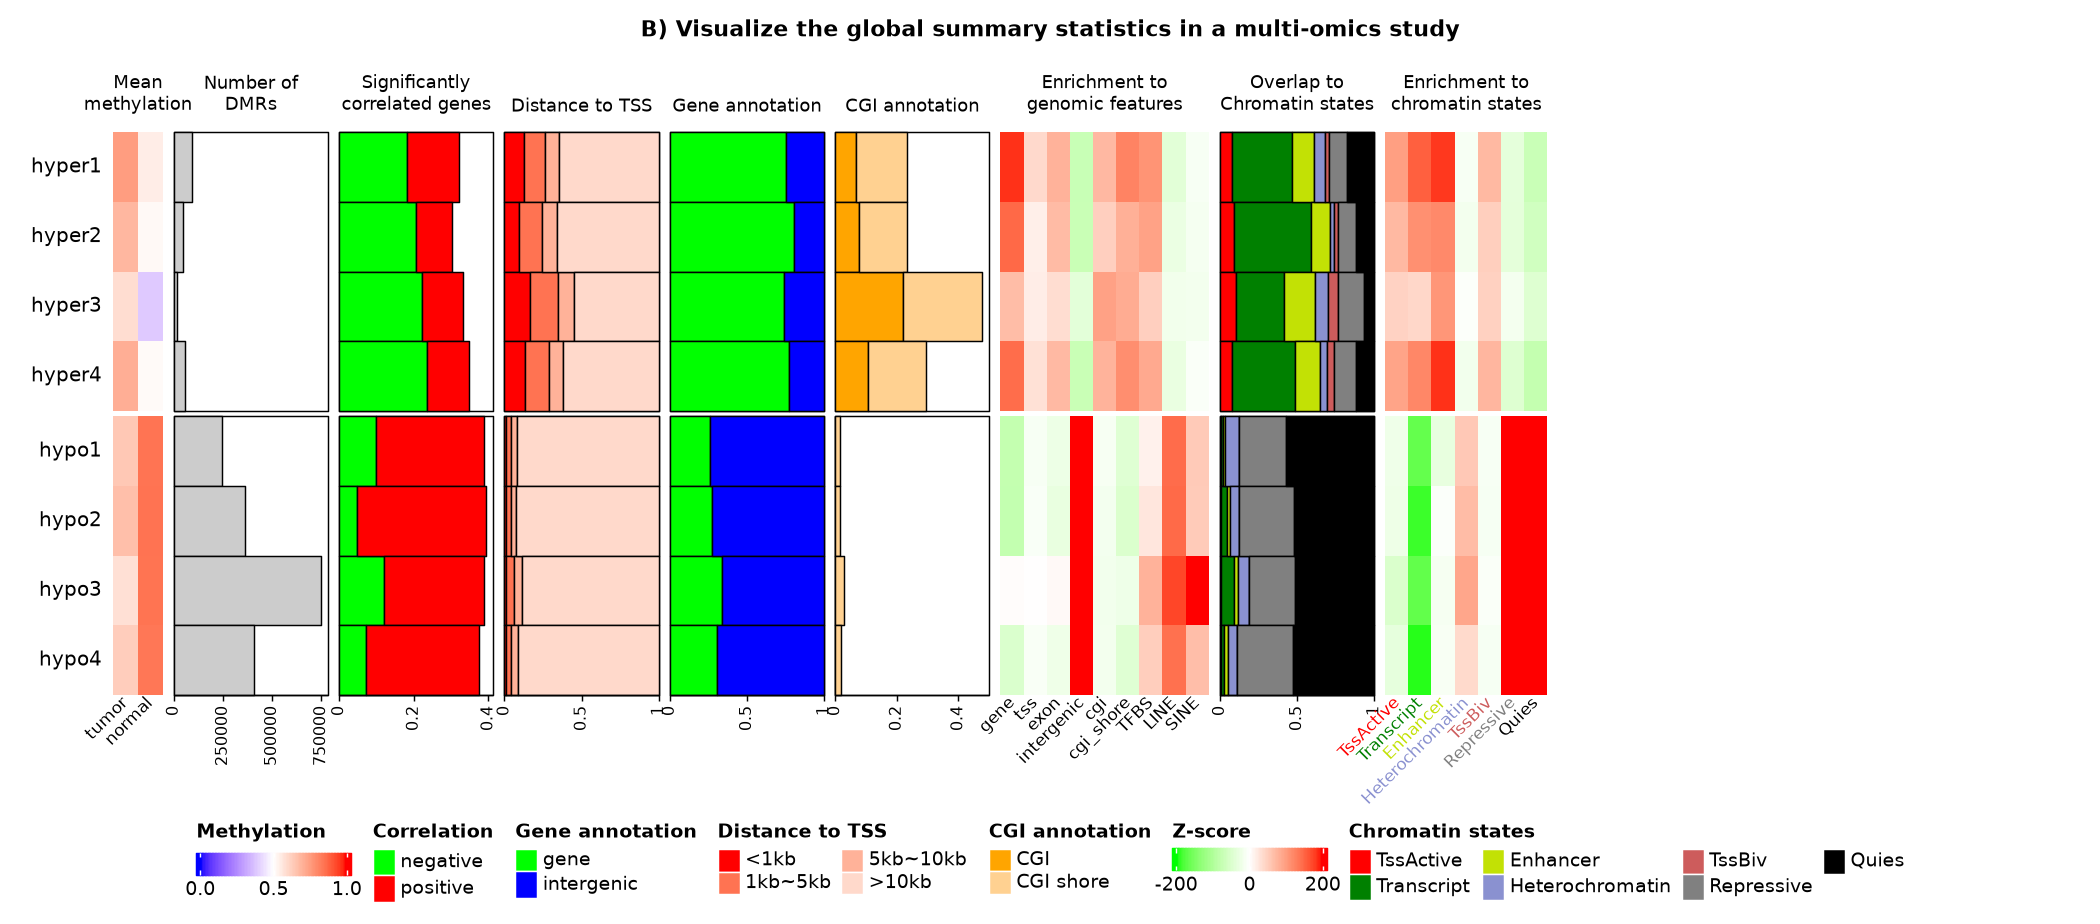 B) Visualize the global summary statistics in a multi-omics study
Mean
methylation
Number of
DMRs
Significantly
correlated genes
Distance to TSS
Gene annotation
CGI annotation
Enrichment to
genomic features
Overlap to
Chromatin states
Enrichment to
chromatin states
hyper1
hyper2
hyper3
hyper4
hypo1
hypo2
hypo3
hypo4
tumor
normal
0
250000
500000
750000
0
0.2
0.4
0
0.5
1
0
0.5
1
0
0.2
0.4
gene
tss
exon
intergenic
cgi
cgi_shore
TFBS
LINE
SINE
0
0.5
1
TssActive
Transcript
Enhancer
Heterochromatin
TssBiv
Repressive
Quies
Methylation
0.0 0.5 1.0
Correlation
negative
positive
Gene annotation
gene
intergenic
Distance to TSS
<1kb
1kb~5kb
5kb~10kb
>10kb
CGI annotation
CGI
CGI shore
Z-score
-200 0 200
Chromatin states
TssActive
Transcript
Enhancer
Heterochromatin
TssBiv
Repressive
Quies